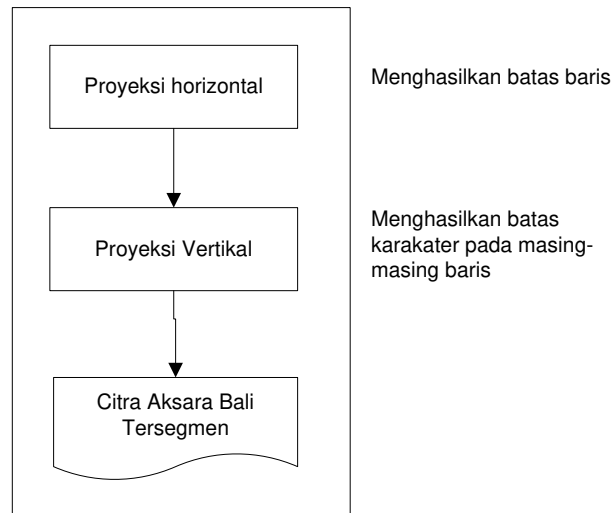 Proyeksi horizontal
Menghasilkan batas baris
Proyeksi Vertikal
Menghasilkan batas
karakater pada masing-
masing baris
Citra Aksara Bali
Tersegmen